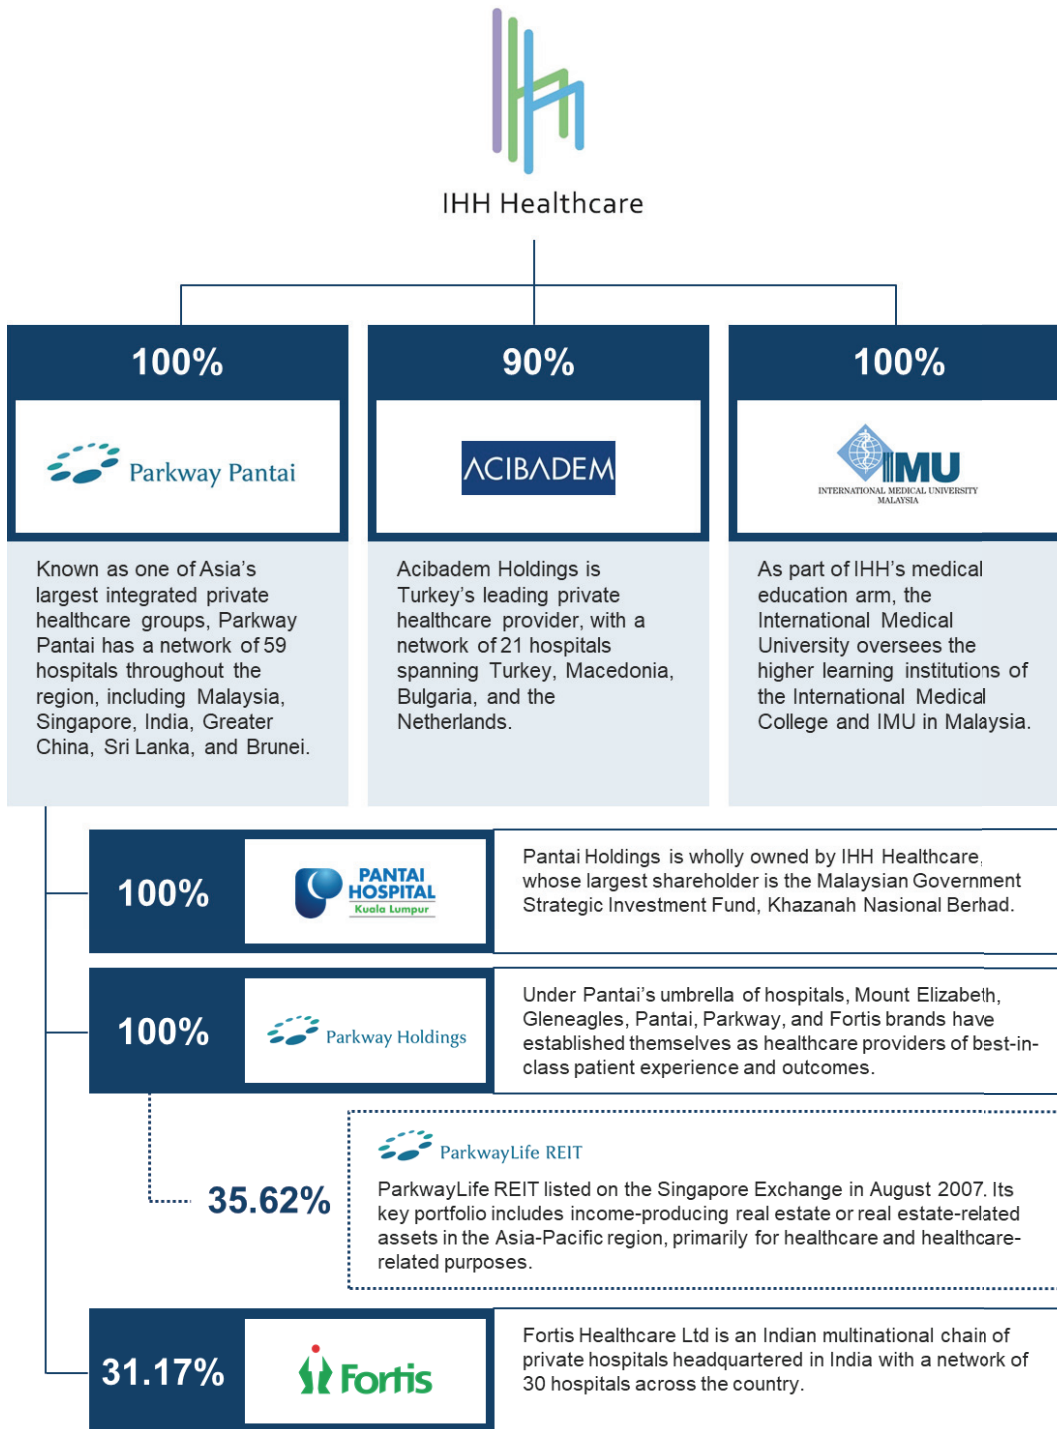 IHH Healthcare
100%
Parkway Pantai
Known as one of Asia's
largest integrated private
healthcare groups, Parkway
Pantai has a network of 59
hospitals throughout the
region, including Malaysia,
Singapore, India, Greater
China, Sri Lanka, and Brunei.
90%
ACIBADEM
Acibadem Holdings is
Turkey's leading private
healthcare provider, with a
network of 21 hospitals
spanning Turkey, Macedonia,
Bulgaria, and the
Netherlands.
100%
IMU
INTERNATIONAL MEDICAL UNIVERSITY
MALAYSIA
As part of IHH's medical
education arm, the
International Medical
University oversees the
higher learning institutions of
the International Medical
College and IMU in Malaysia.
100%
PANTAI
HOSPITAL
Kuala Lumpur
Pantai Holdings is wholly owned by IHH Healthcare,
whose largest shareholder is the Malaysian Government
Strategic Investment Fund, Khazanah Nasional Berhad.
100%
Parkway Holdings
Under Pantai's umbrella of hospitals, Mount Elizabeth,
Gleneagles, Pantai, Parkway, and Fortis brands have
established themselves as healthcare providers of best-in-
class patient experience and outcomes.
35.62%
ParkwayLife REIT
ParkwayLife REIT listed on the Singapore Exchange in August 2007. Its
key portfolio includes income-producing real estate or real estate-related
assets in the Asia-Pacific region, primarily for healthcare and healthcare-
related purposes.
31.17%
Fortis
Fortis Healthcare Ltd is an Indian multinational chain of
private hospitals headquartered in India with a network of
30 hospitals across the country.